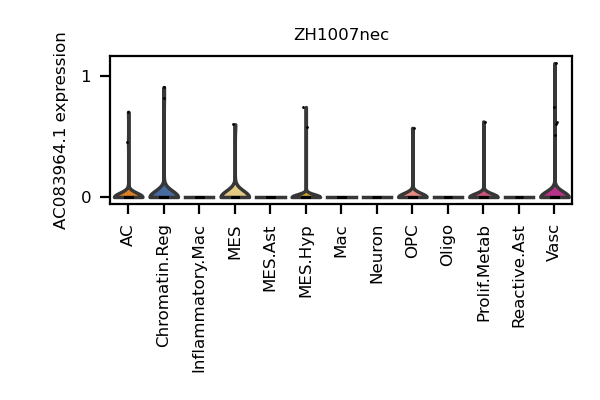 ZH1007nec
AC083964.1 expression
1
0
AC
Chromatin.Reg
Inflammatory.Mac
MES
MES.Ast
MES.Hyp
Mac
Neuron
OPC
Oligo
Prolif.Metab
Reactive.Ast
Vasc